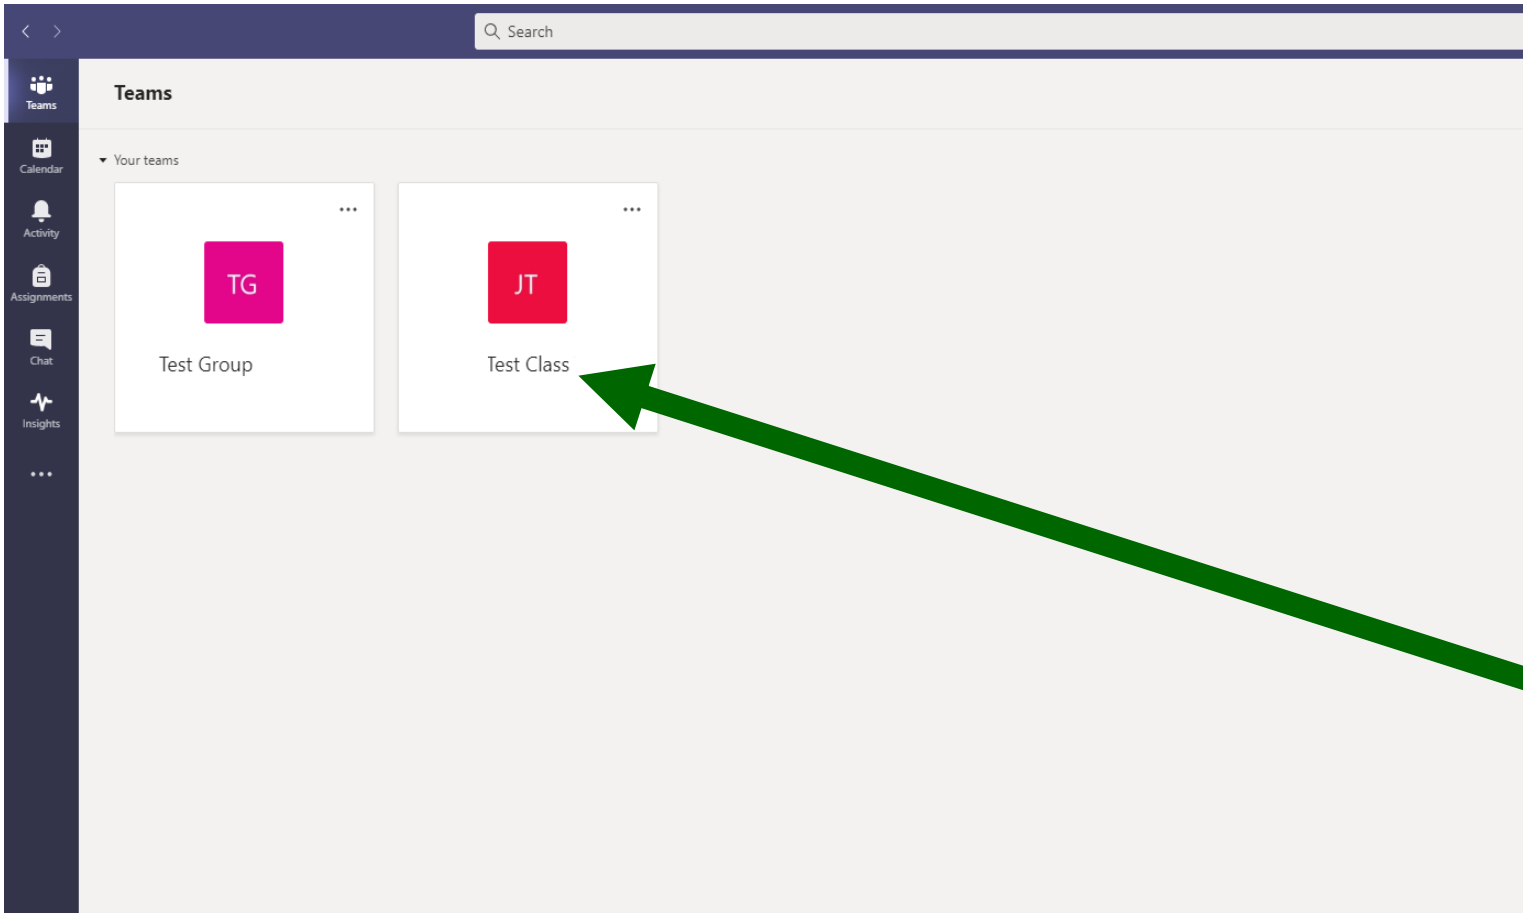 Search
Teams
Teams
Calendar
Your teams
Activity
TG
JT
Assignments
Chat
Test Group
Test Class
Insights